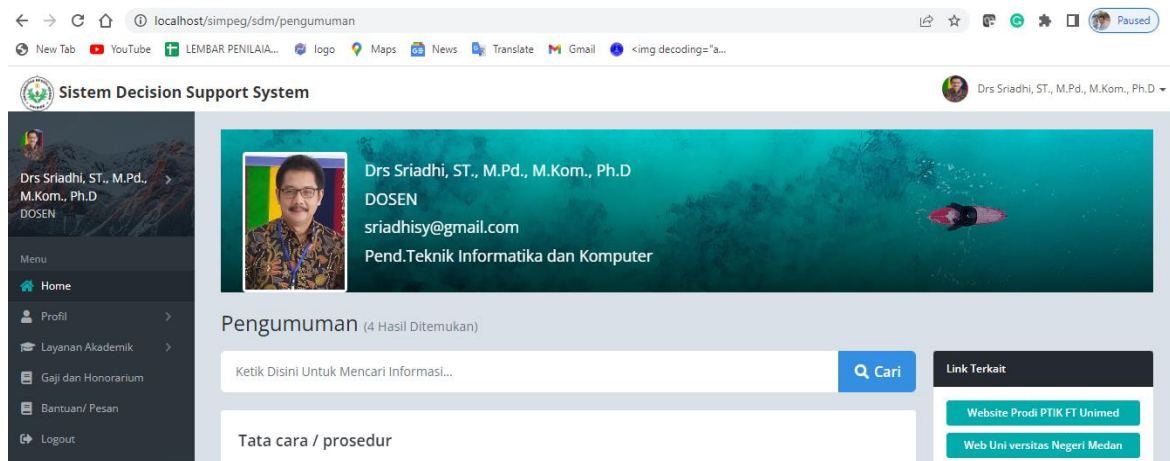 localhost/simpeg/sdm/pengumuman
Paused
New Tab
YouTube
LEMBAR PENILAIA...
logo
Maps
News
Translate
Gmail
<img decoding="a...
Sistem Decision Support System
Drs Sriadhi, ST., M.Pd., M.Kom., Ph.D
Drs Sriadhi, ST., M.Pd.,
M.Kom., Ph.D
DOSEN
Menu
Home
Profil
Layanan Akademik
Gaji dan Honorarium
Bantuan/ Pesan
Logout
Drs Sriadhi, ST., M.Pd., M.Kom., Ph.D
DOSEN
sriadhisy@gmail.com
Pend.Teknik Informatika dan Komputer
Pengumuman (4 Hasil Ditemukan)
Ketik Disini Untuk Mencari Informasi...
Cari
Tata cara / prosedur
Link Terkait
Website Prodi PTIK FT Unimed
Web Uni versitas Negeri Medan